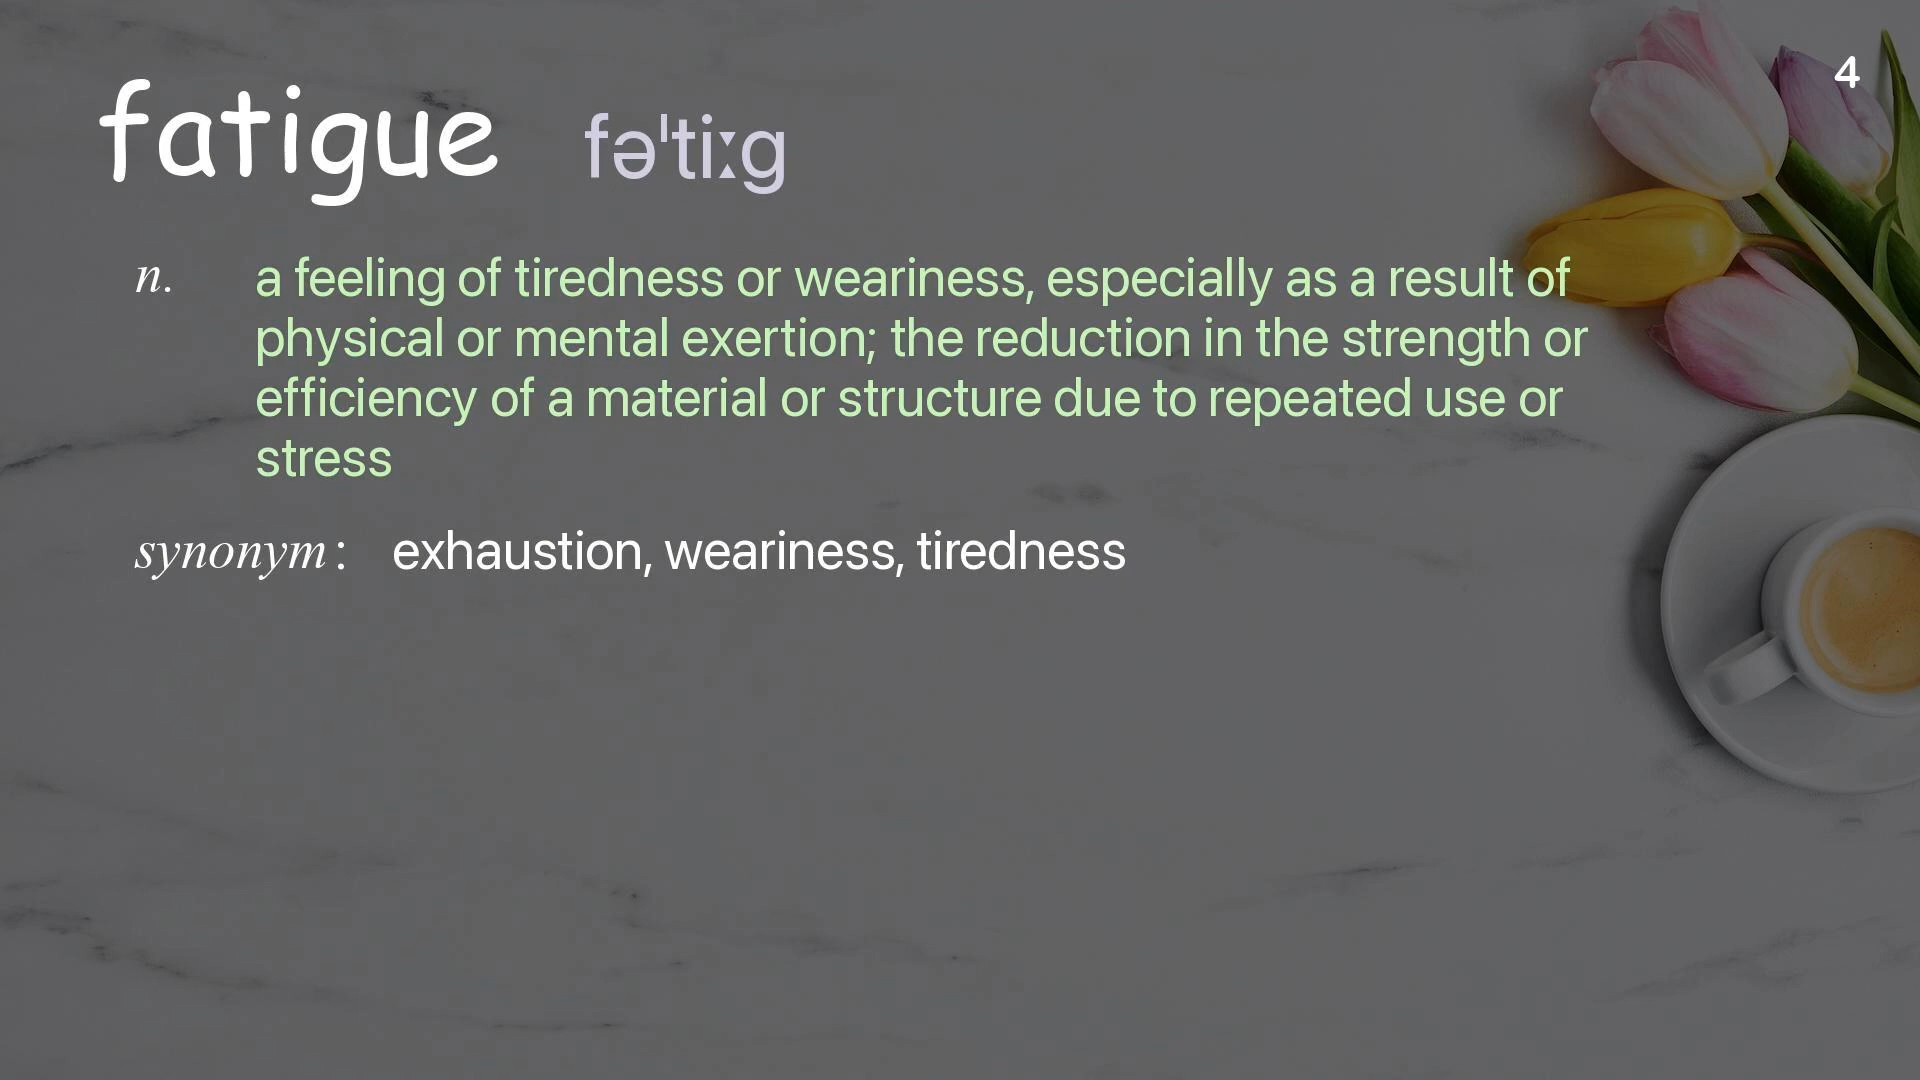 4
fatigue fəˈtiːg
n. a feeling of tiredness or weariness, especially as a result of
physical or mental exertion; the reduction in the strength or
efficiency of a material or structure due to repeated use or
stress
synonym: exhaustion, weariness, tiredness